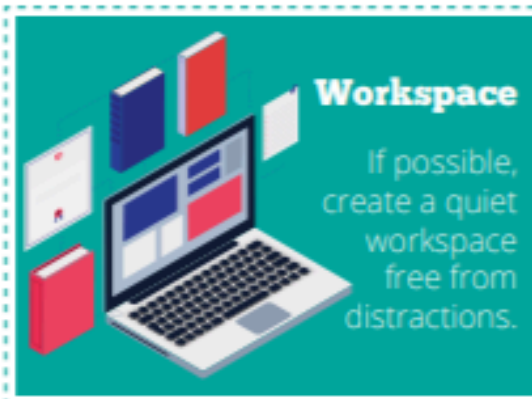 Workspace
If possible,
create a quiet
workspace
free from
distractions.